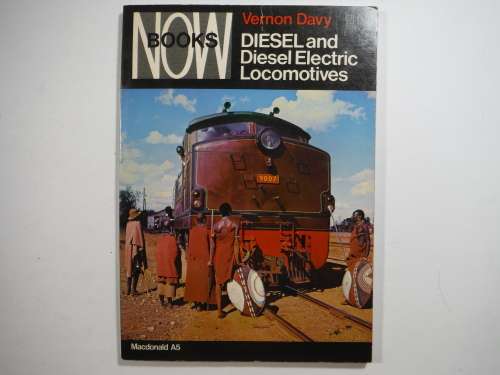 NOW
BOOKS
Vernon Davy
DIESEL and
Diesel Electric
Locomotives
9007
Macdonald A5